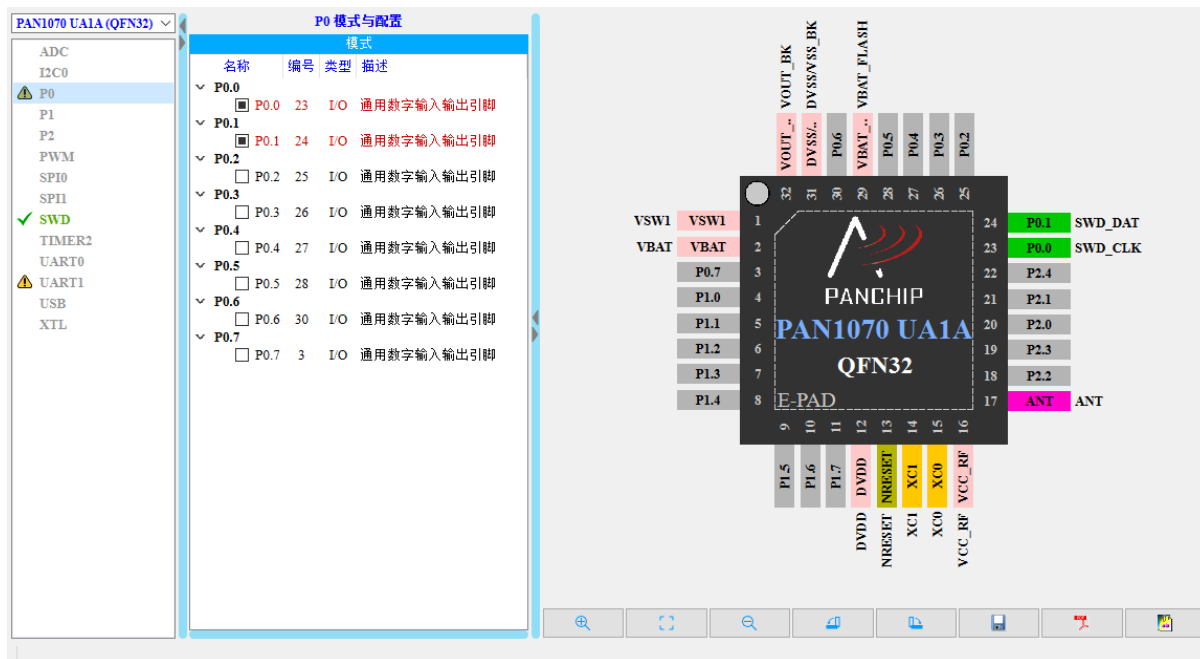 PAN1070 UA1A (QFN32)
ADC
I2C0
P0
P1
P2
PWM
SPI0
SPI1
SWD
TIMER2
UART0
UART1
USB
XTL
P0 模式与配置
模式
名称 编号 类型 描述
P0.0
P0.0 23 I/O 通用数字输入输出引脚
P0.1
P0.1 24 I/O 通用数字输入输出引脚
P0.2
P0.2 25 I/O 通用数字输入输出引脚
P0.3
P0.3 26 I/O 通用数字输入输出引脚
P0.4
P0.4 27 I/O 通用数字输入输出引脚
P0.5
P0.5 28 I/O 通用数字输入输出引脚
P0.6
P0.6 30 I/O 通用数字输入输出引脚
P0.7
P0.7 3 I/O 通用数字输入输出引脚
VOUT_BK DVSS/VSS_BK VBAT_FLASH
VOUT_.. DVSS/.. P0.6 VBAT_.. P0.5 P0.4 P0.3 P0.2
32 31 30 29 28 27 26 25
VSW1 VSW1 1 24 P0.1 SWD_DAT
VBAT VBAT 2 23 P0.0 SWD_CLK
P0.7 3 22 P2.4
P1.0 4 PANCHIP 21 P2.1
P1.1 5 PAN1070 UA1A 20 P2.0
P1.2 6 QFN32 19 P2.3
P1.3 7 18 P2.2
P1.4 8 E-PAD 17 ANT ANT
9 10 11 12 13 14 15 16
P1.5 P1.6 P1.7 DVDD NRESET XC1 XC0 VCC_RF
DVDD NRESET XC1 XC0 VCC_RF